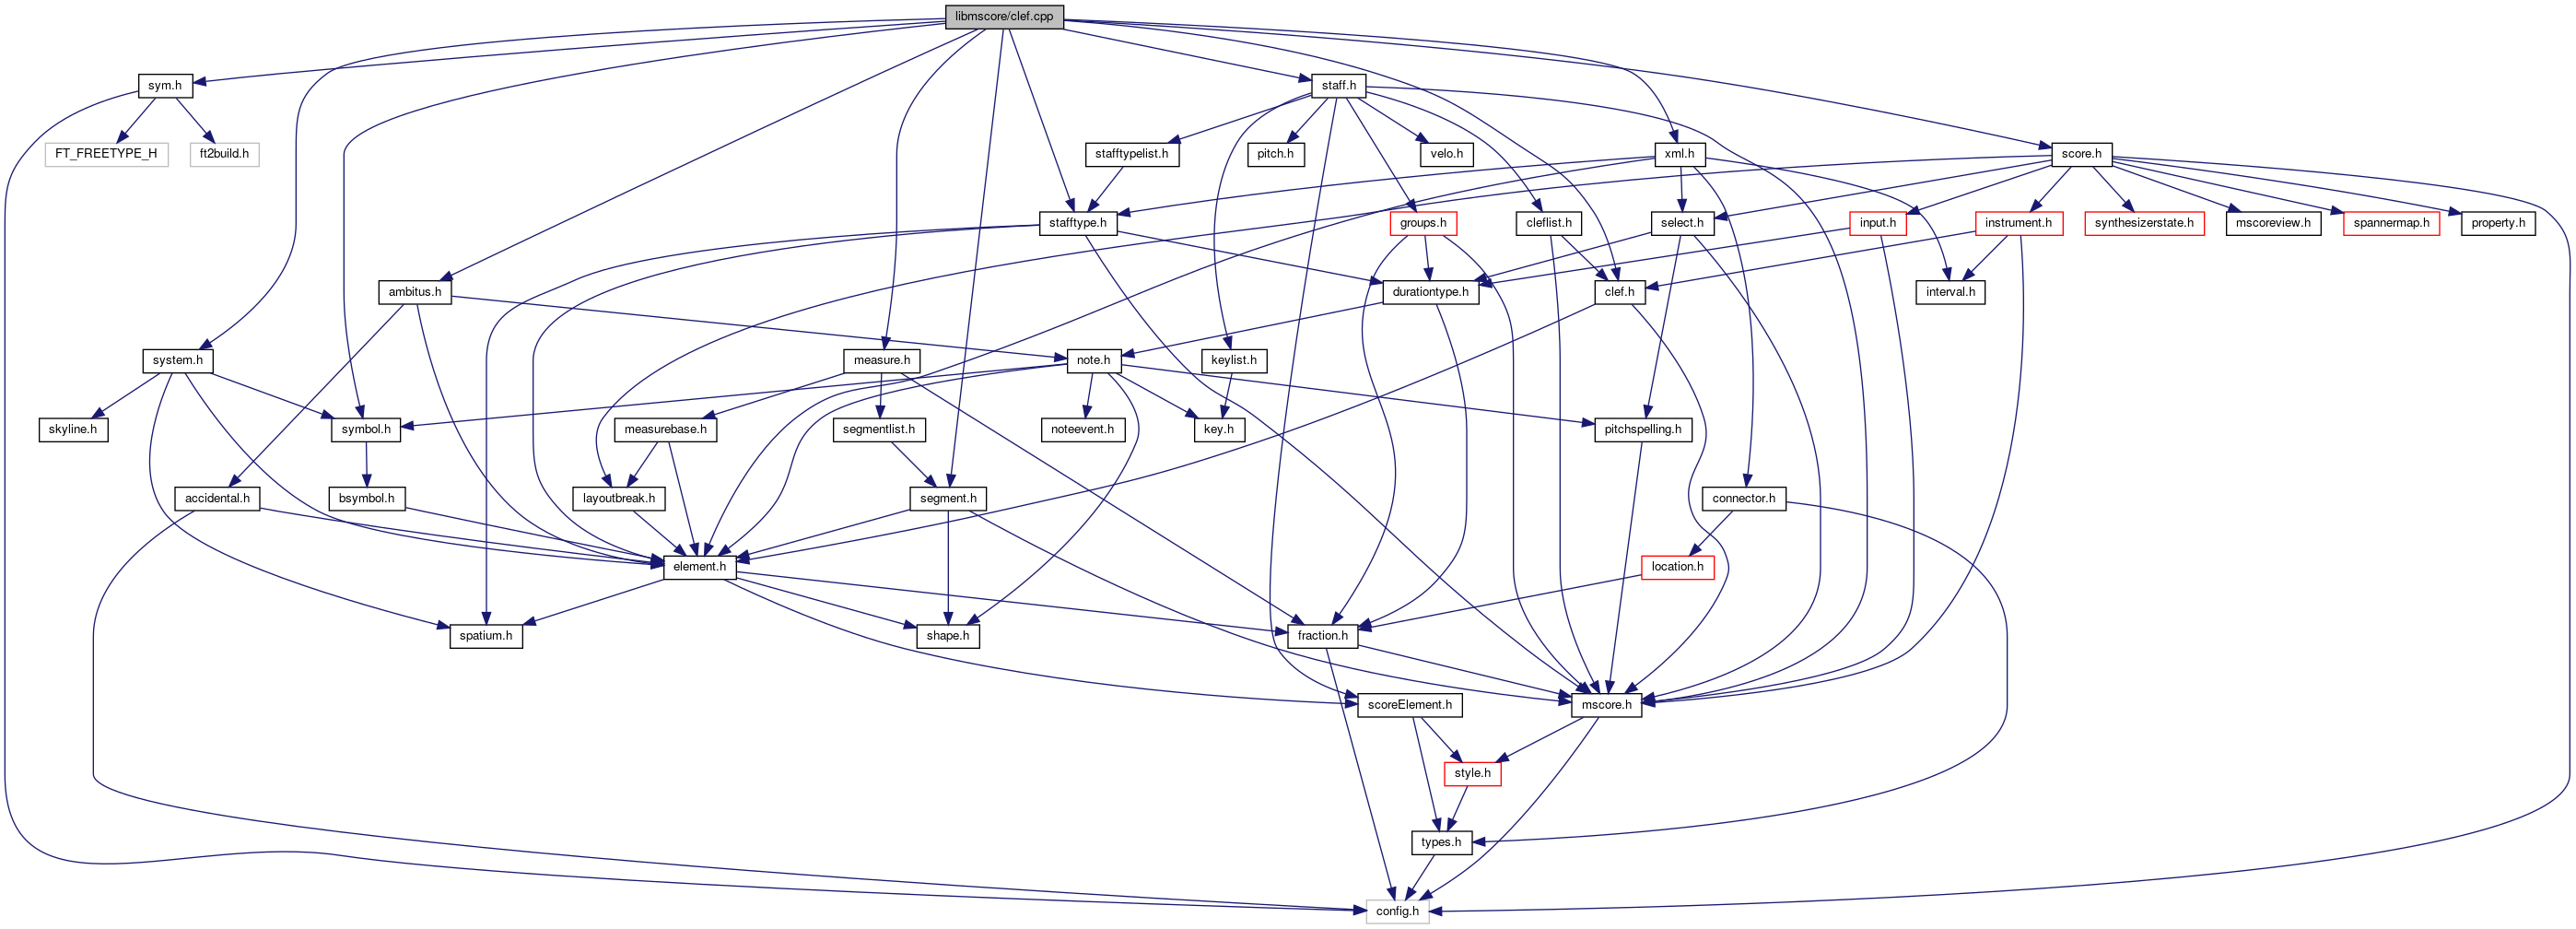 libmscore/clef.cpp
sym.h
staff.h
FT_FREETYPE_H
ft2build.h
stafftypelist.h
pitch.h
velo.h
xml.h
score.h
stafftype.h
groups.h
cleflist.h
select.h
input.h
instrument.h
synthesizerstate.h
mscoreview.h
spannermap.h
property.h
ambitus.h
durationtype.h
clef.h
interval.h
system.h
measure.h
note.h
keylist.h
skyline.h
symbol.h
measurebase.h
segmentlist.h
noteevent.h
key.h
pitchspelling.h
accidental.h
bsymbol.h
layoutbreak.h
segment.h
connector.h
element.h
location.h
spatium.h
shape.h
fraction.h
scoreElement.h
mscore.h
style.h
types.h
config.h